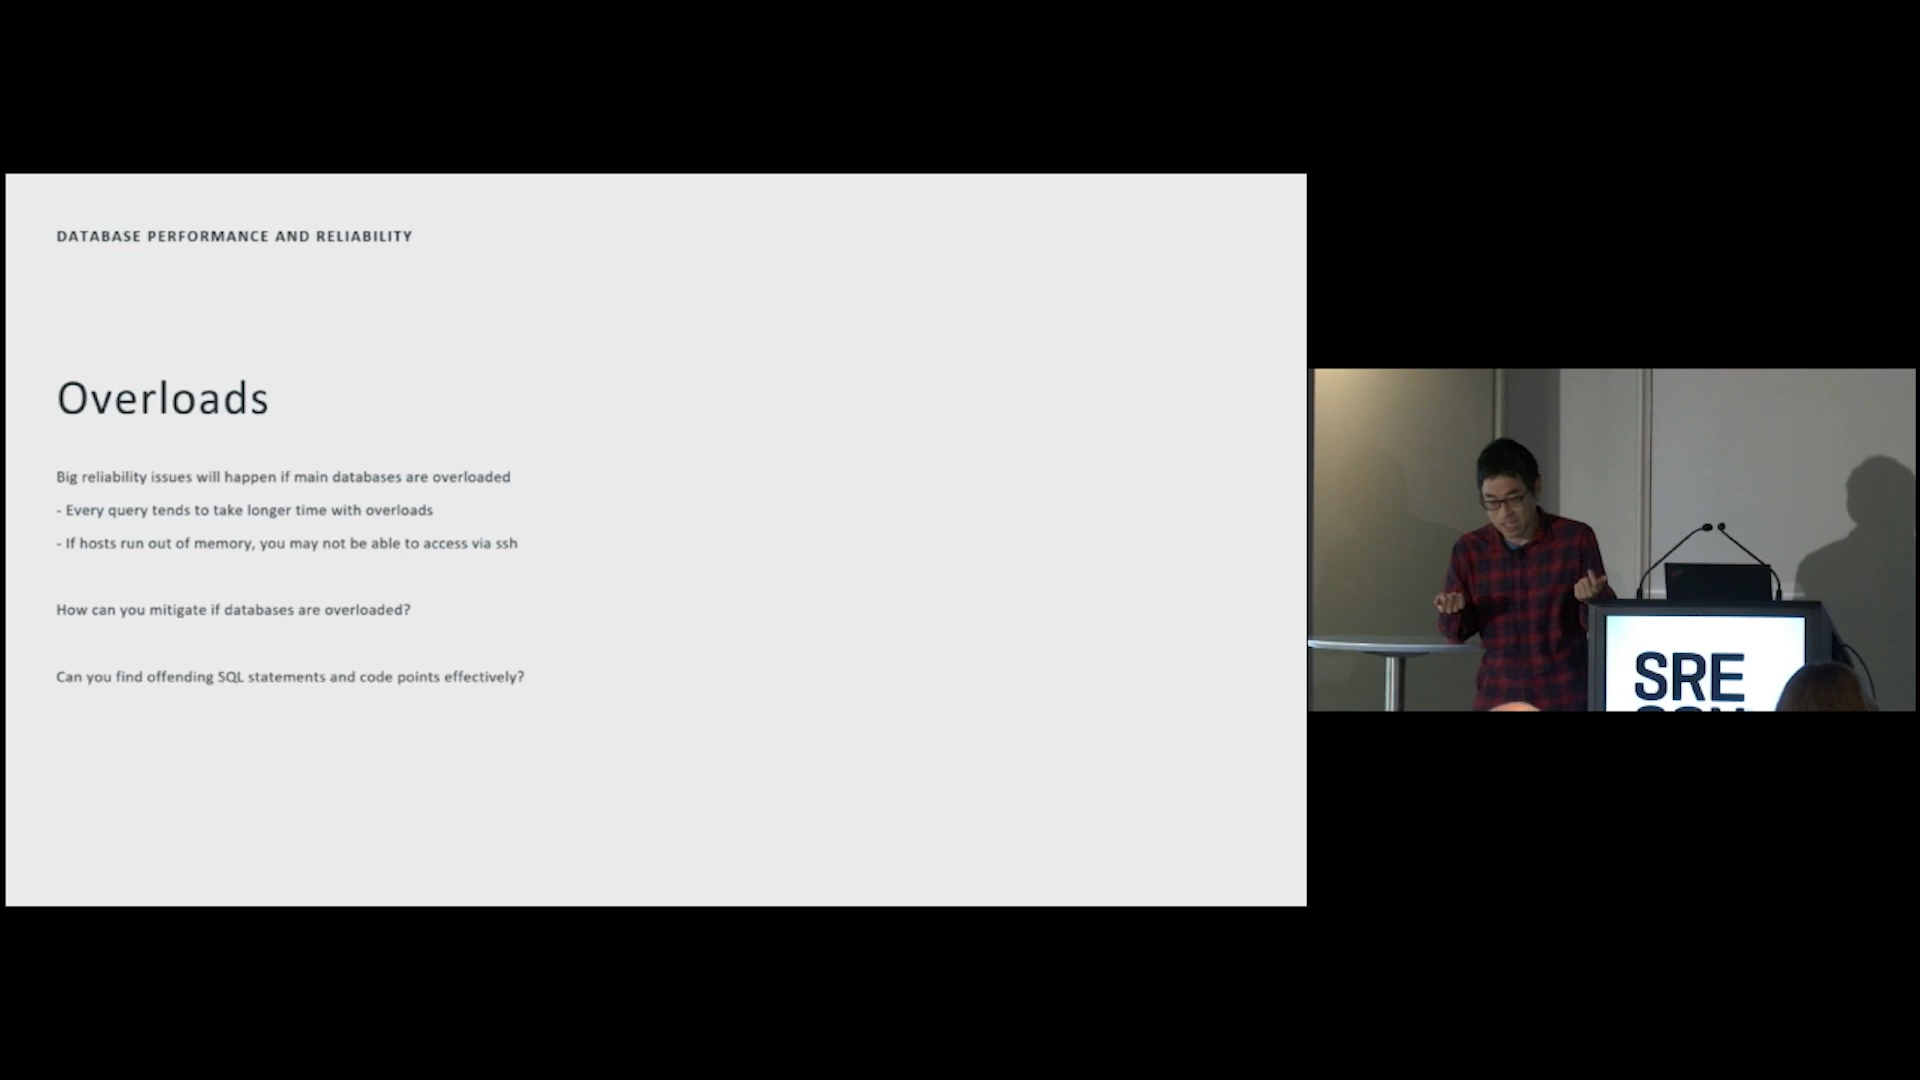 DATABASE PERFORMANCE AND RELIABILITY
Overloads
Big reliability issues will happen if main databases are overloaded
- Every query tends to take longer time with overloads
- If hosts run out of memory, you may not be able to access via ssh
How can you mitigate if databases are overloaded?
Can you find offending SQL statements and code points effectively?
SRE